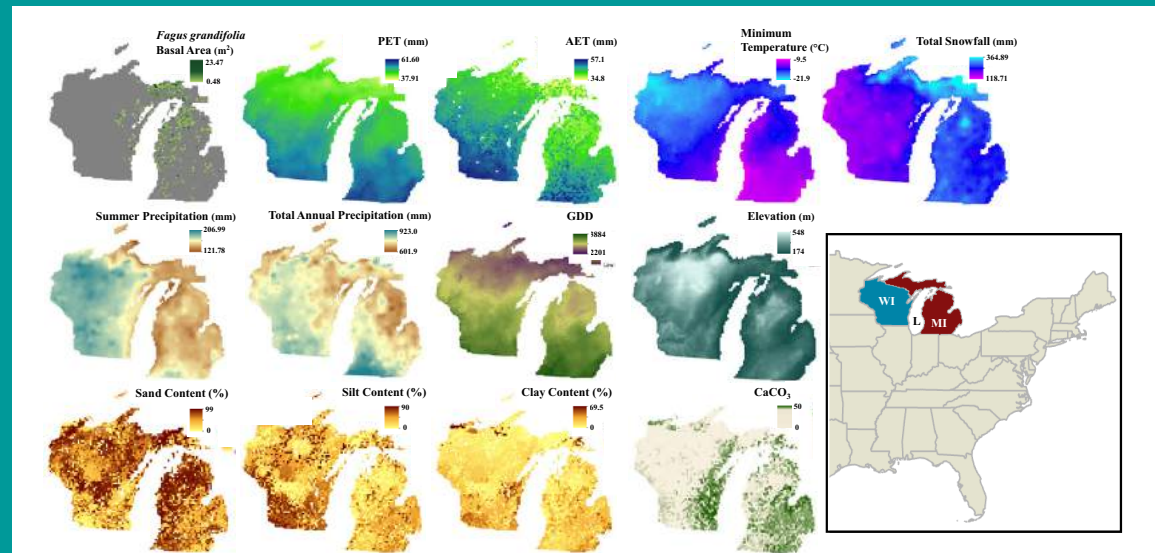 Fagus grandifolia
Basal Area (m²)
23.47
0.48
PET (mm)
61.60
37.91
AET (mm)
57.1
34.8
Minimum
Temperature (°C)
-9.5
-21.9
Total Snowfall (mm)
364.89
118.71
Summer Precipitation (mm)
206.99
121.78
Total Annual Precipitation (mm)
923.0
601.9
GDD
3884
2201
Elevation (m)
548
174
WI
L
MI
Sand Content (%)
99
0
Silt Content (%)
90
0
Clay Content (%)
69.5
0
CaCO₃
50
0